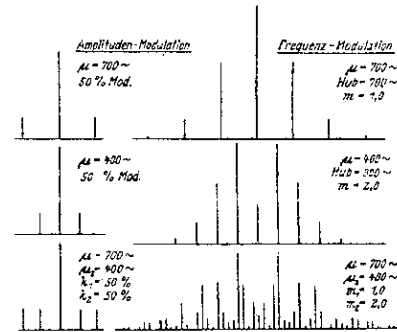 Amplituden-Modulation
μ = 700 ~
50 % Mod.
Frequenz-Modulation
μ = 700 ~
Hub = 700 ~
m = 1,0
μ = 400 ~
50 % Mod.
μ = 400 ~
Hub = 800 ~
m = 2,0
μ = 700 ~
μ₂ = 400 ~
k₁ = 50 %
k₂ = 50 %
μ = 700 ~
μ₂ = 400 ~
m₁ = 1,0
m₂ = 2,0